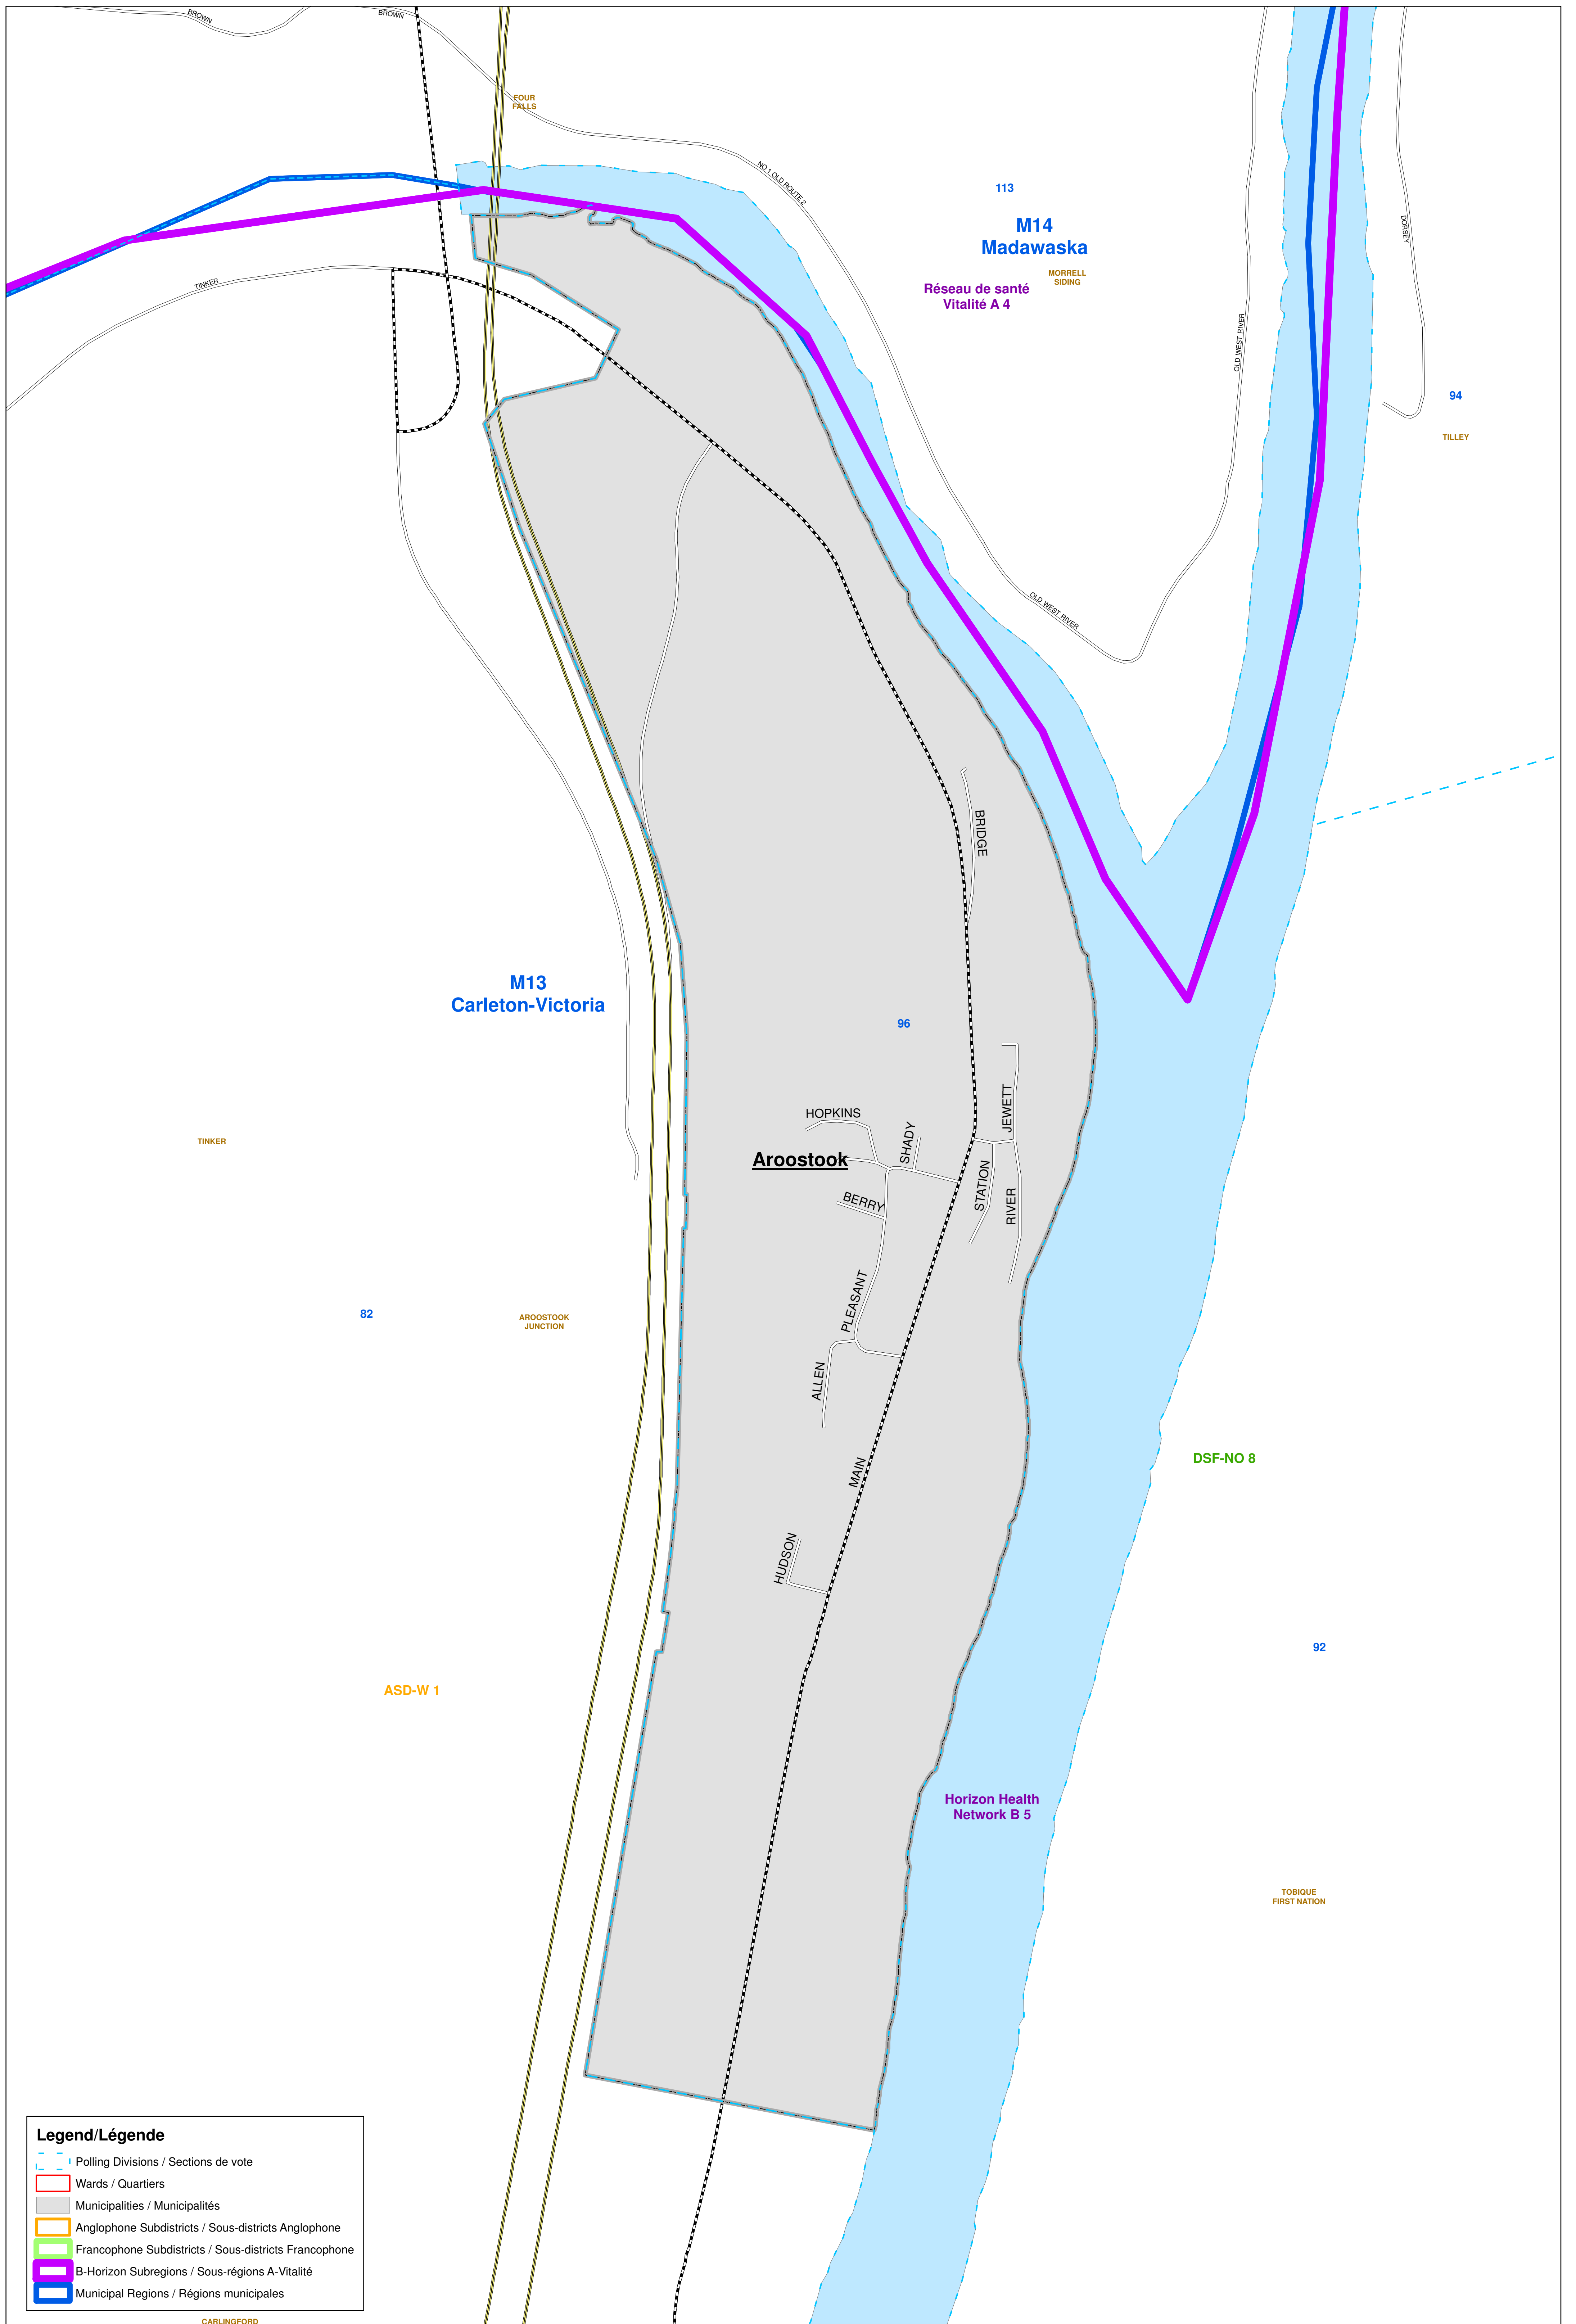 BROWN
BROWN
FOUR
FALLS
NO 1 OLD ROUTE 2
113
M14
Madawaska
MORRELL
SIDING
Réseau de santé
Vitalité A 4
DORSEY
TINKER
OLD WEST RIVER
94
TILLEY
OLD WEST RIVER
BRIDGE
M13
Carleton-Victoria
96
JEWETT
HOPKINS
SHADY
TINKER
Aroostook
STATION
BERRY
RIVER
PLEASANT
82
AROOSTOOK
JUNCTION
ALLEN
DSF-NO 8
MAIN
HUDSON
92
ASD-W 1
Horizon Health
Network B 5
TOBIQUE
FIRST NATION
Legend/Légende
Polling Divisions / Sections de vote
Wards / Quartiers
Municipalities / Municipalités
Anglophone Subdistricts / Sous-districts Anglophone
Francophone Subdistricts / Sous-districts Francophone
B-Horizon Subregions / Sous-régions A-Vitalité
Municipal Regions / Régions municipales
CARLINGFORD